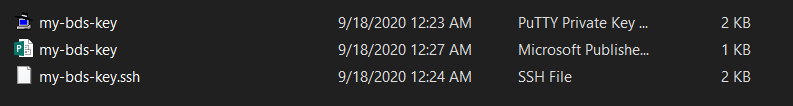 my-bds-key 9/18/2020 12:23 AM PuTTY Private Key ... 2 KB
my-bds-key 9/18/2020 12:27 AM Microsoft Publishe... 1 KB
my-bds-key.ssh 9/18/2020 12:24 AM SSH File 2 KB